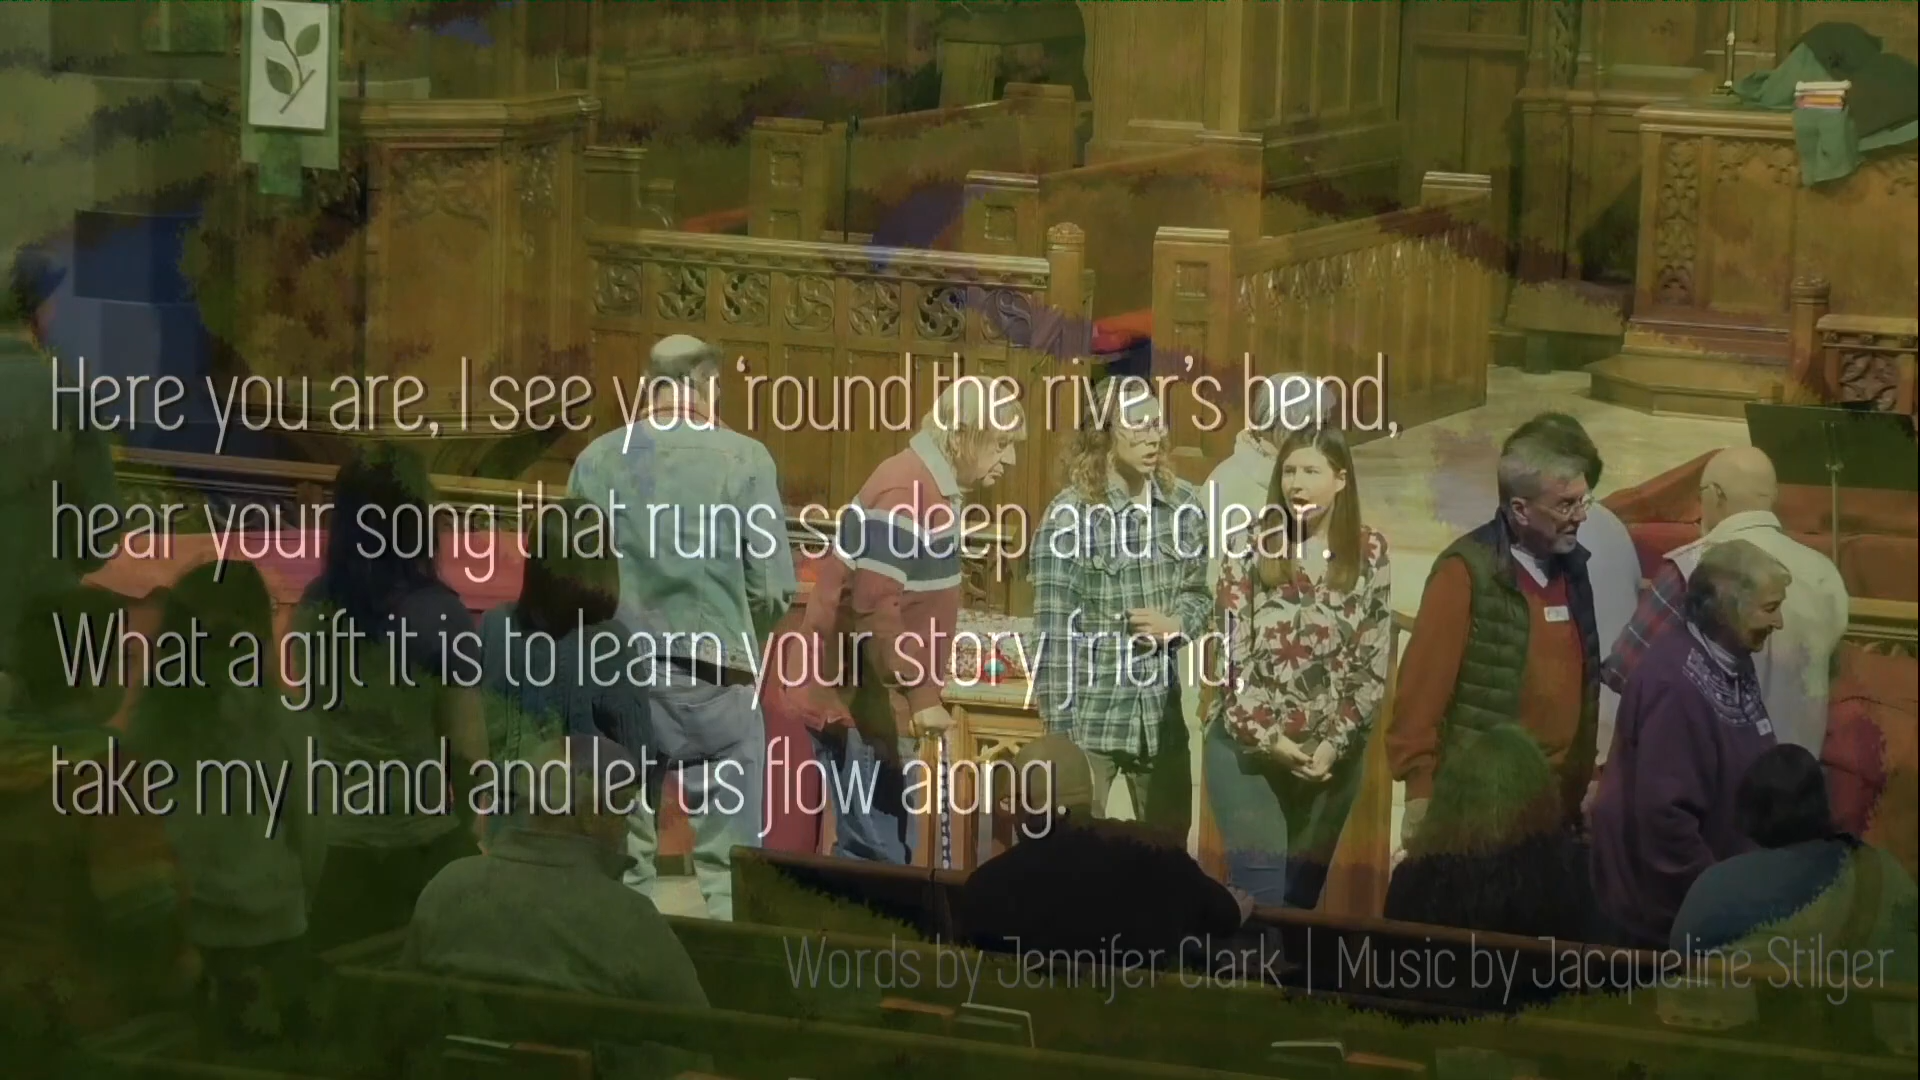 Here you are, I see you ‘round the river’s bend,
hear your song that runs so deep and clear.
What a gift it is to learn your story friend,
take my hand and let us flow along.
Words by Jennifer Clark | Music by Jacqueline Stilger